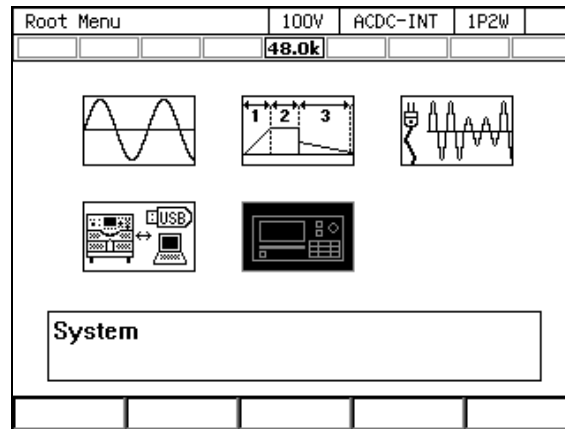 Root Menu 100V ACDC-INT 1P2W
48.0k
1 2 3
USB
System